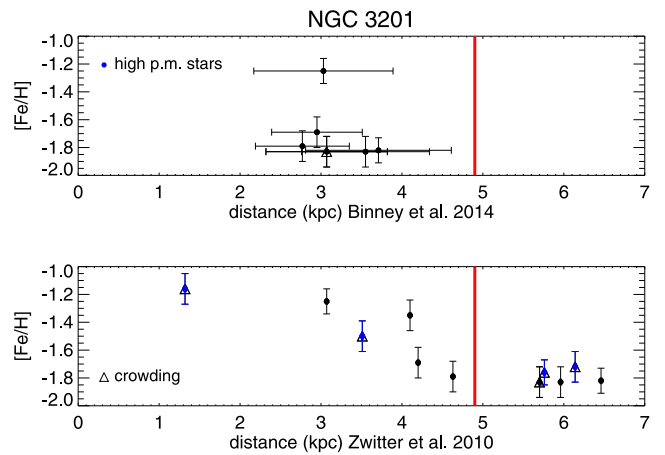 NGC 3201
[Fe/H]
-1.0
-1.2
-1.4
-1.6
-1.8
-2.0
high p.m. stars
0 1 2 3 4 5 6 7
distance (kpc) Binney et al. 2014
[Fe/H]
-1.0
-1.2
-1.4
-1.6
-1.8
-2.0
crowding
0 1 2 3 4 5 6 7
distance (kpc) Zwitter et al. 2010